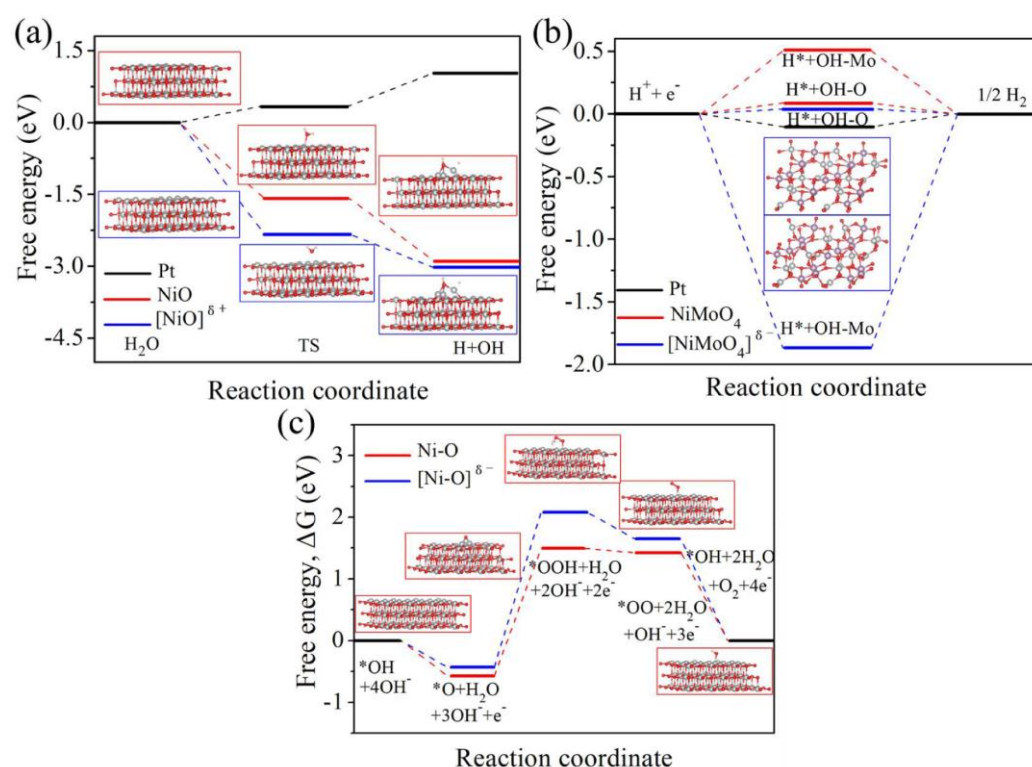 (a)
Free energy (eV)
1.5
0.0
-1.5
-3.0
-4.5
Pt
NiO
[NiO] δ +
H2O
TS
H+OH
Reaction coordinate
(b)
Free energy (eV)
0.5
0.0
-0.5
-1.0
-1.5
-2.0
H*+OH-Mo
H*+OH-O
H*+OH-O
H+ + e-
1/2 H2
Pt
NiMoO4
[NiMoO4] δ −
H*+OH-Mo
Reaction coordinate
(c)
Free energy, ΔG (eV)
3
2
1
0
-1
Ni-O
[Ni-O] δ −
*OH
+4OH-
*O+H2O
+3OH-+e-
*OOH+H2O
+2OH-+2e-
*OO+2H2O
+OH-+3e-
*OH+2H2O
+O2+4e-
Reaction coordinate